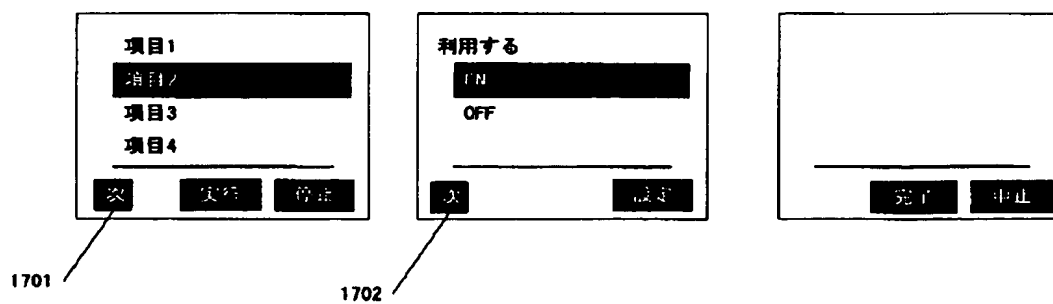 項目1
項目2
項目3
項目4
次 実行 停止
1701
利用する
ON
OFF
次 設定
1702
完了 中止